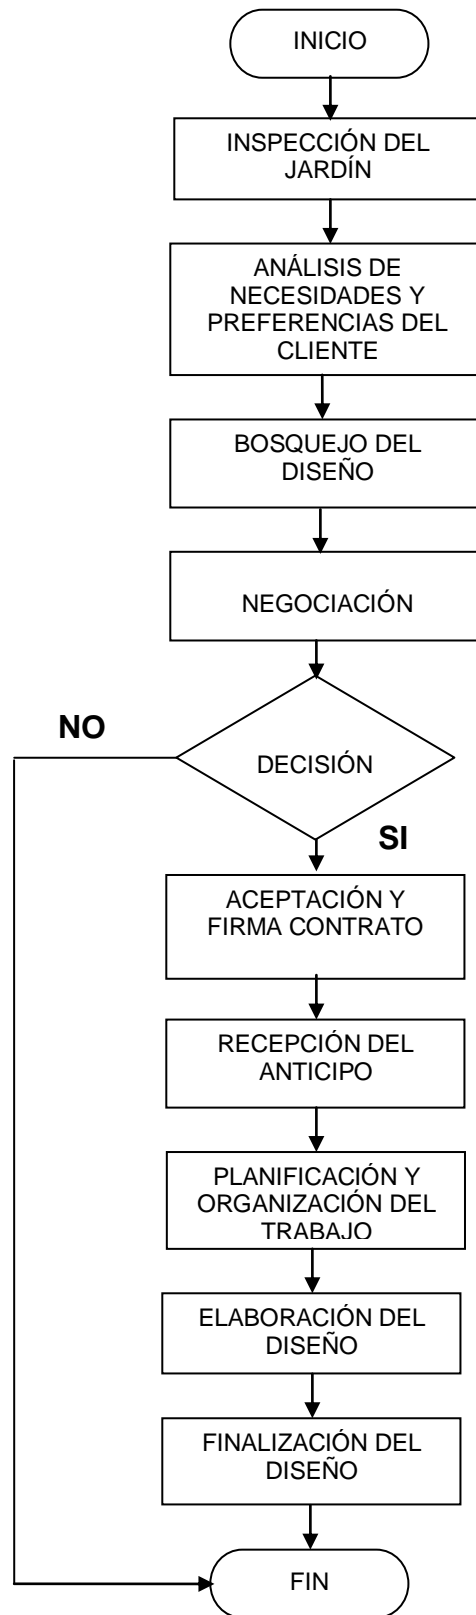 INICIO
INSPECCIÓN DEL
JARDÍN
ANÁLISIS DE
NECESIDADES Y
PREFERENCIAS DEL
CLIENTE
BOSQUEJO DEL
DISEÑO
NEGOCIACIÓN
NO
DECISIÓN
SI
ACEPTACIÓN Y
FIRMA CONTRATO
RECEPCIÓN DEL
ANTICIPO
PLANIFICACIÓN Y
ORGANIZACIÓN DEL
TRABAJO
ELABORACIÓN DEL
DISEÑO
FINALIZACIÓN DEL
DISEÑO
FIN